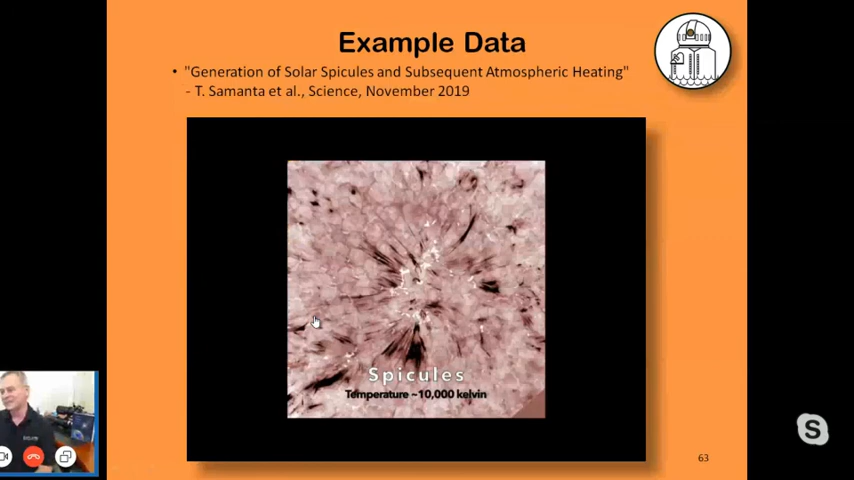 Example Data
• "Generation of Solar Spicules and Subsequent Atmospheric Heating"
- T. Samanta et al., Science, November 2019
Spicules
Temperature ~10,000 kelvin
63
S